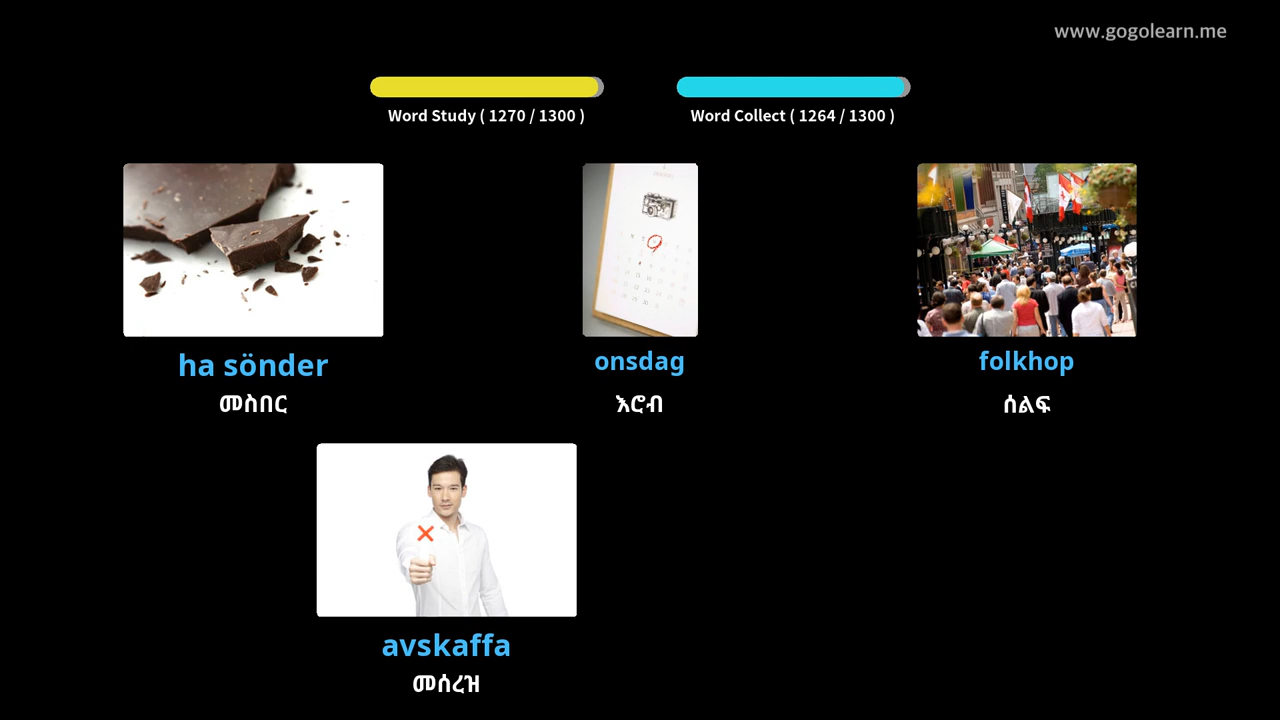 www.gogolearn.me
Word Study ( 1270 / 1300 )
Word Collect ( 1264 / 1300 )
ha sönder
መስበር
onsdag
እሮብ
folkhop
ሰልፍ
avskaffa
መሰረዝ